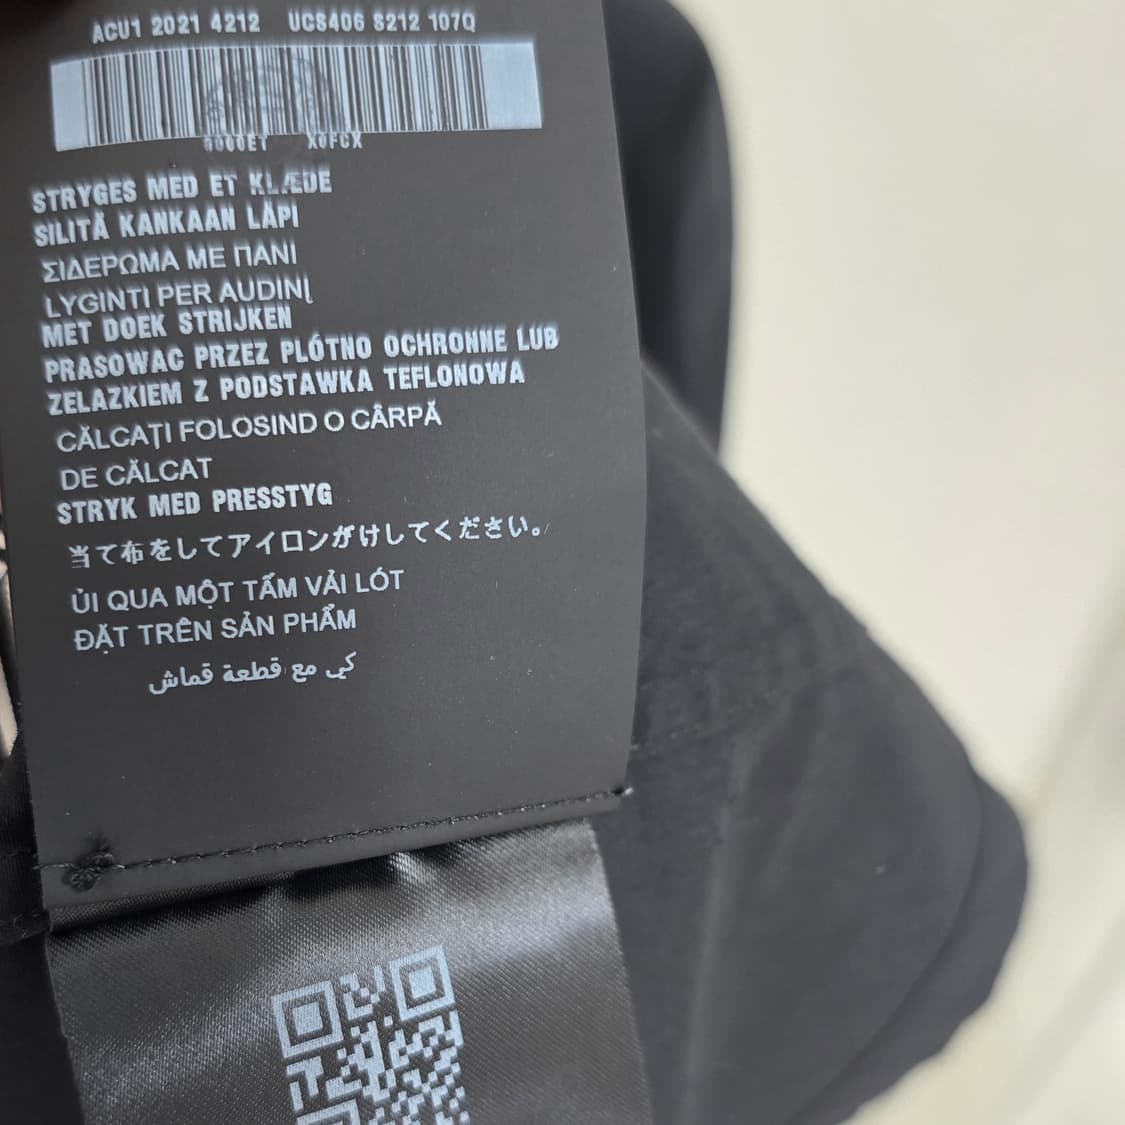 ACU1 2021 4212 UCS406 S212 107Q
0000ET X0FCX
STRYGES MED ET KLÆDE
SILITÄ KANKAAN LÄPI
ΣΙΔΕΡΩΜΑ ΜΕ ΠΑΝΙ
LYGINTI PER AUDINĮ
MET DOEK STRIJKEN
PRASOWAC PRZEZ PLÓTNO OCHRONNE LUB
ZELAZKIEM Z PODSTAWKA TEFLONOWA
CĂLCAȚI FOLOSIND O CÂRPĂ
DE CĂLCAT
STRYK MED PRESSTYG
当て布をしてアイロンがけしてください。
ỦI QUA MỘT TẤM VẢI LÓT
ĐẶT TRÊN SẢN PHẨM
كي مع قطعة قماش